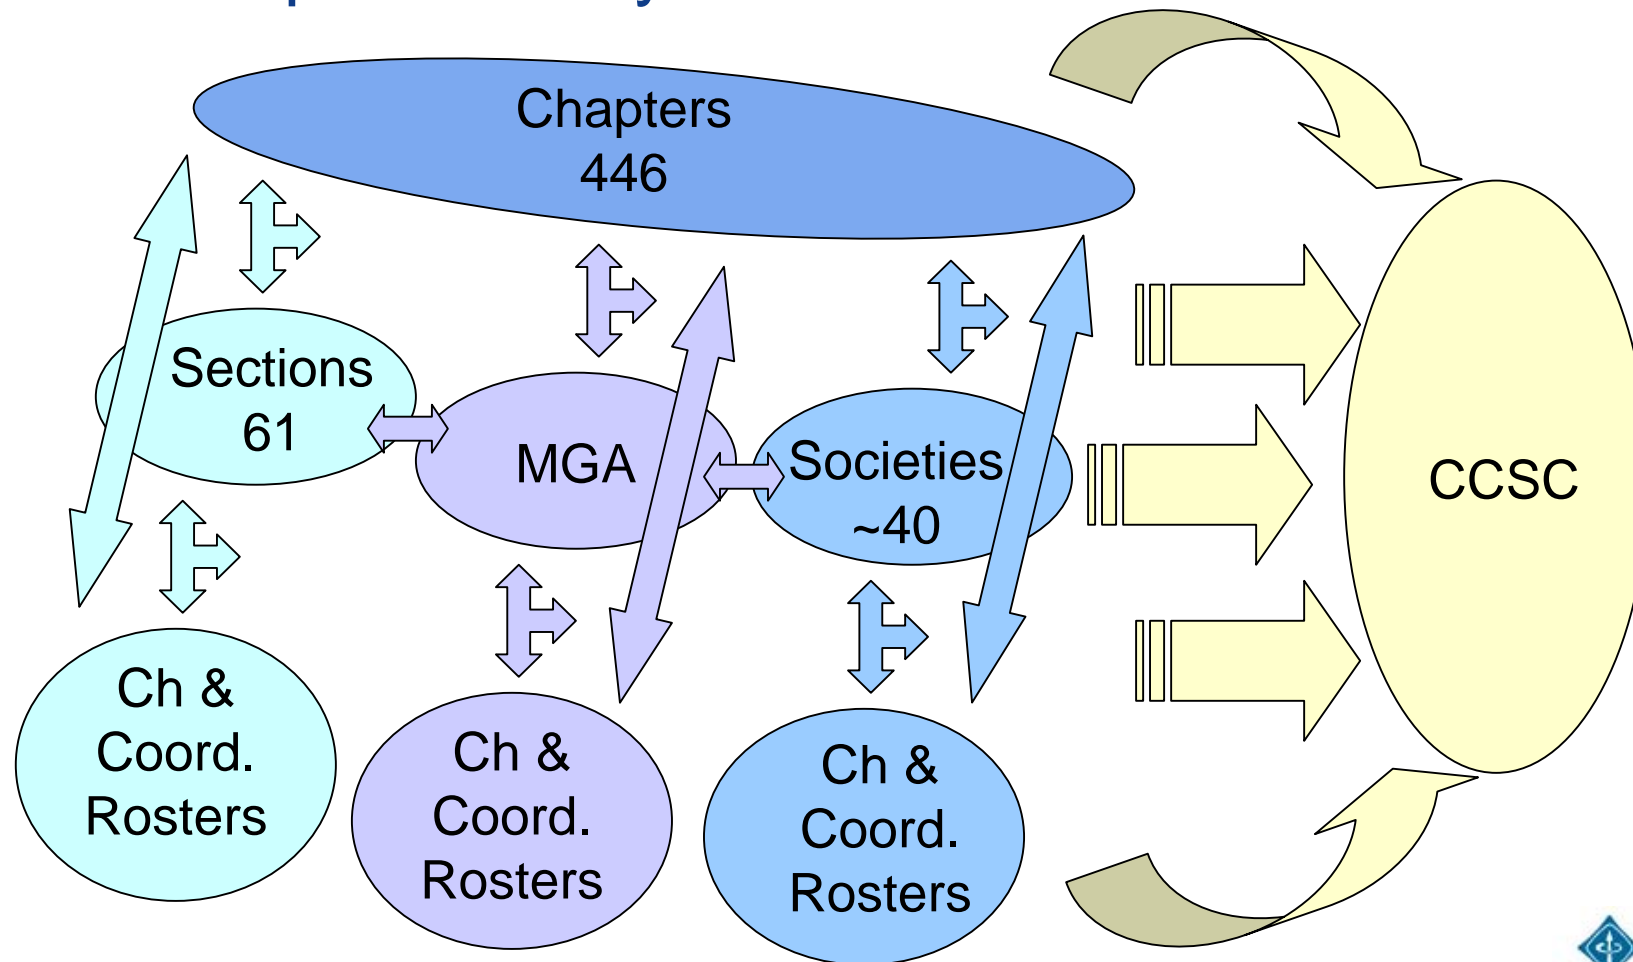 Chapters
446
Sections
61
MGA
Societies
~40
CCSC
Ch &
Coord.
Rosters
Ch &
Coord.
Rosters
Ch &
Coord.
Rosters